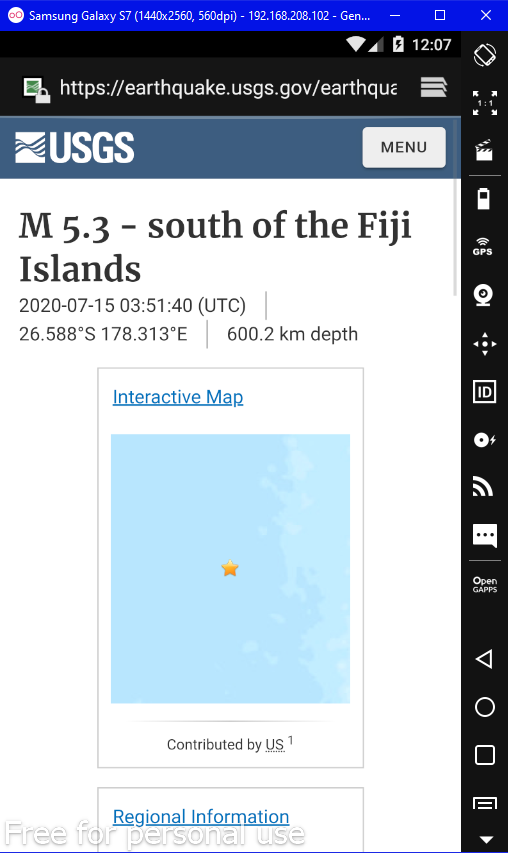 Samsung Galaxy S7 (1440x2560, 560dpi) - 192.168.208.102 - Gen...
12:07
https://earthquake.usgs.gov/earthqua
USGS
MENU
M 5.3 - south of the Fiji
Islands
2020-07-15 03:51:40 (UTC)
26.588°S 178.313°E
600.2 km depth
Interactive Map
Contributed by US 1
Regional Information
Free for personal use
1:1
GPS
ID
Open
GAPPS